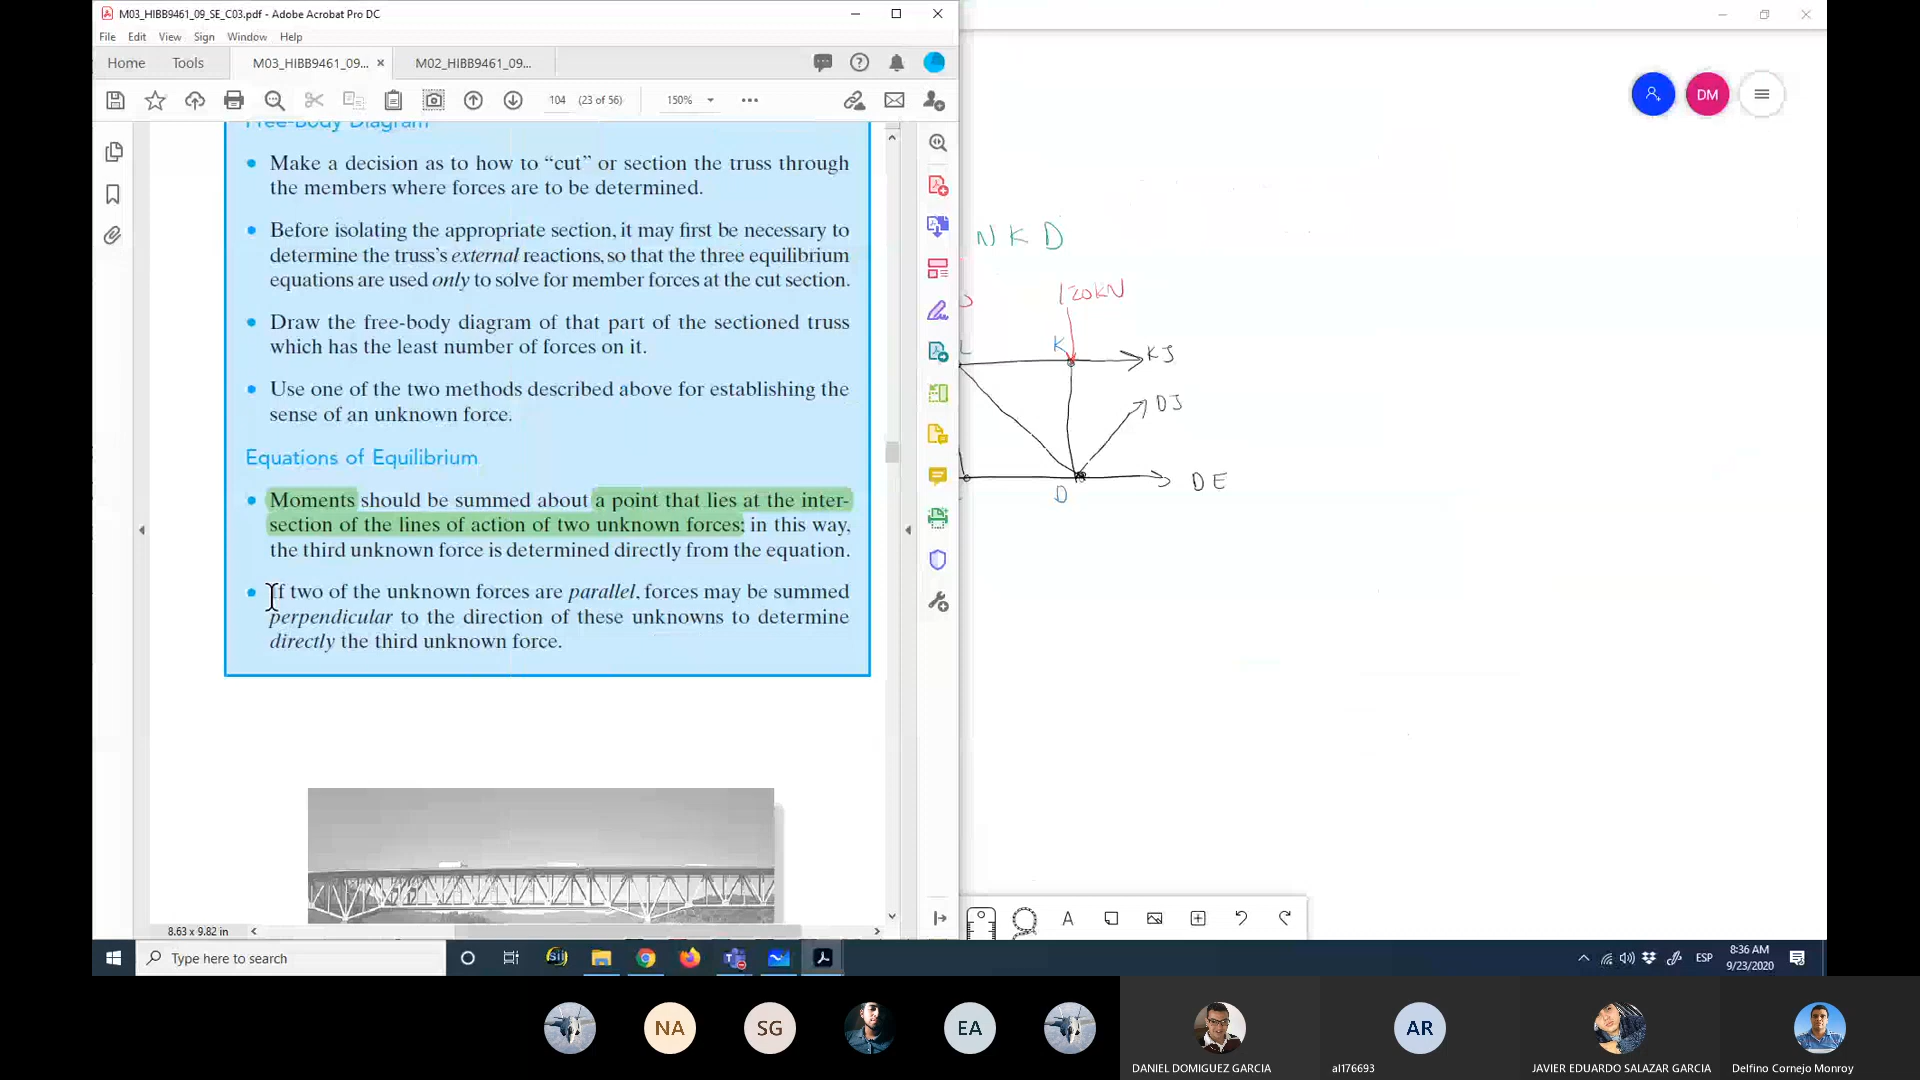 M03_HIBB9461_09_SE_C03.pdf - Adobe Acrobat Pro DC
File Edit View Sign Window Help
Home Tools M03_HIBB9461_09... × M02_HIBB9461_09...
104 (23 of 56) 150%
Free-Body Diagram
• Make a decision as to how to “cut” or section the truss through
the members where forces are to be determined.
• Before isolating the appropriate section, it may first be necessary to
determine the truss’s external reactions, so that the three equilibrium
equations are used only to solve for member forces at the cut section.
• Draw the free-body diagram of that part of the sectioned truss
which has the least number of forces on it.
• Use one of the two methods described above for establishing the
sense of an unknown force.
Equations of Equilibrium
• Moments should be summed about a point that lies at the inter-
section of the lines of action of two unknown forces; in this way,
the third unknown force is determined directly from the equation.
• If two of the unknown forces are parallel, forces may be summed
perpendicular to the direction of these unknowns to determine
directly the third unknown force.
8.63 x 9.82 in
DM
N K D
120KN
L
K
KJ
DJ
D
DE
A
Type here to search
Sii
ESP
8:36 AM
9/23/2020
NA
SG
EA
AR
DANIEL DOMIGUEZ GARCIA
al176693
JAVIER EDUARDO SALAZAR GARCIA
Delfino Cornejo Monroy